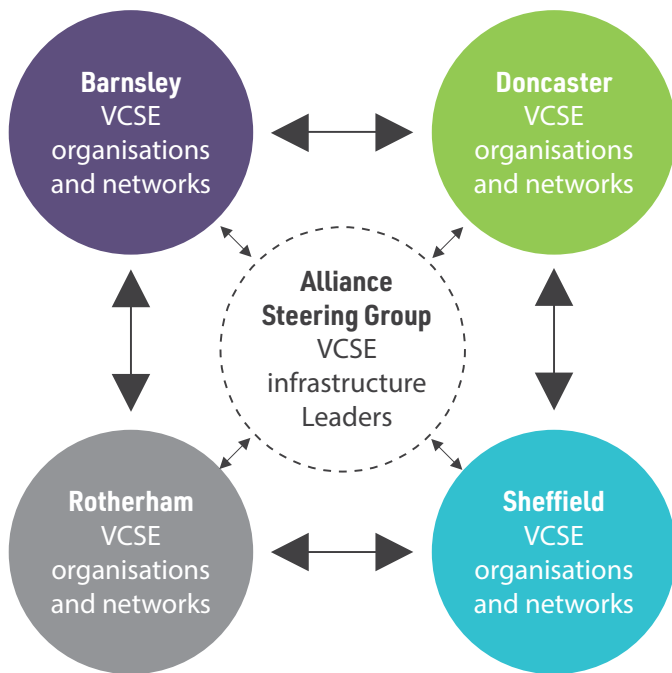 Barnsley
VCSE
organisations
and networks
Doncaster
VCSE
organisations
and networks
Alliance
Steering Group
VCSE
infrastructure
Leaders
Rotherham
VCSE
organisations
and networks
Sheffield
VCSE
organisations
and networks